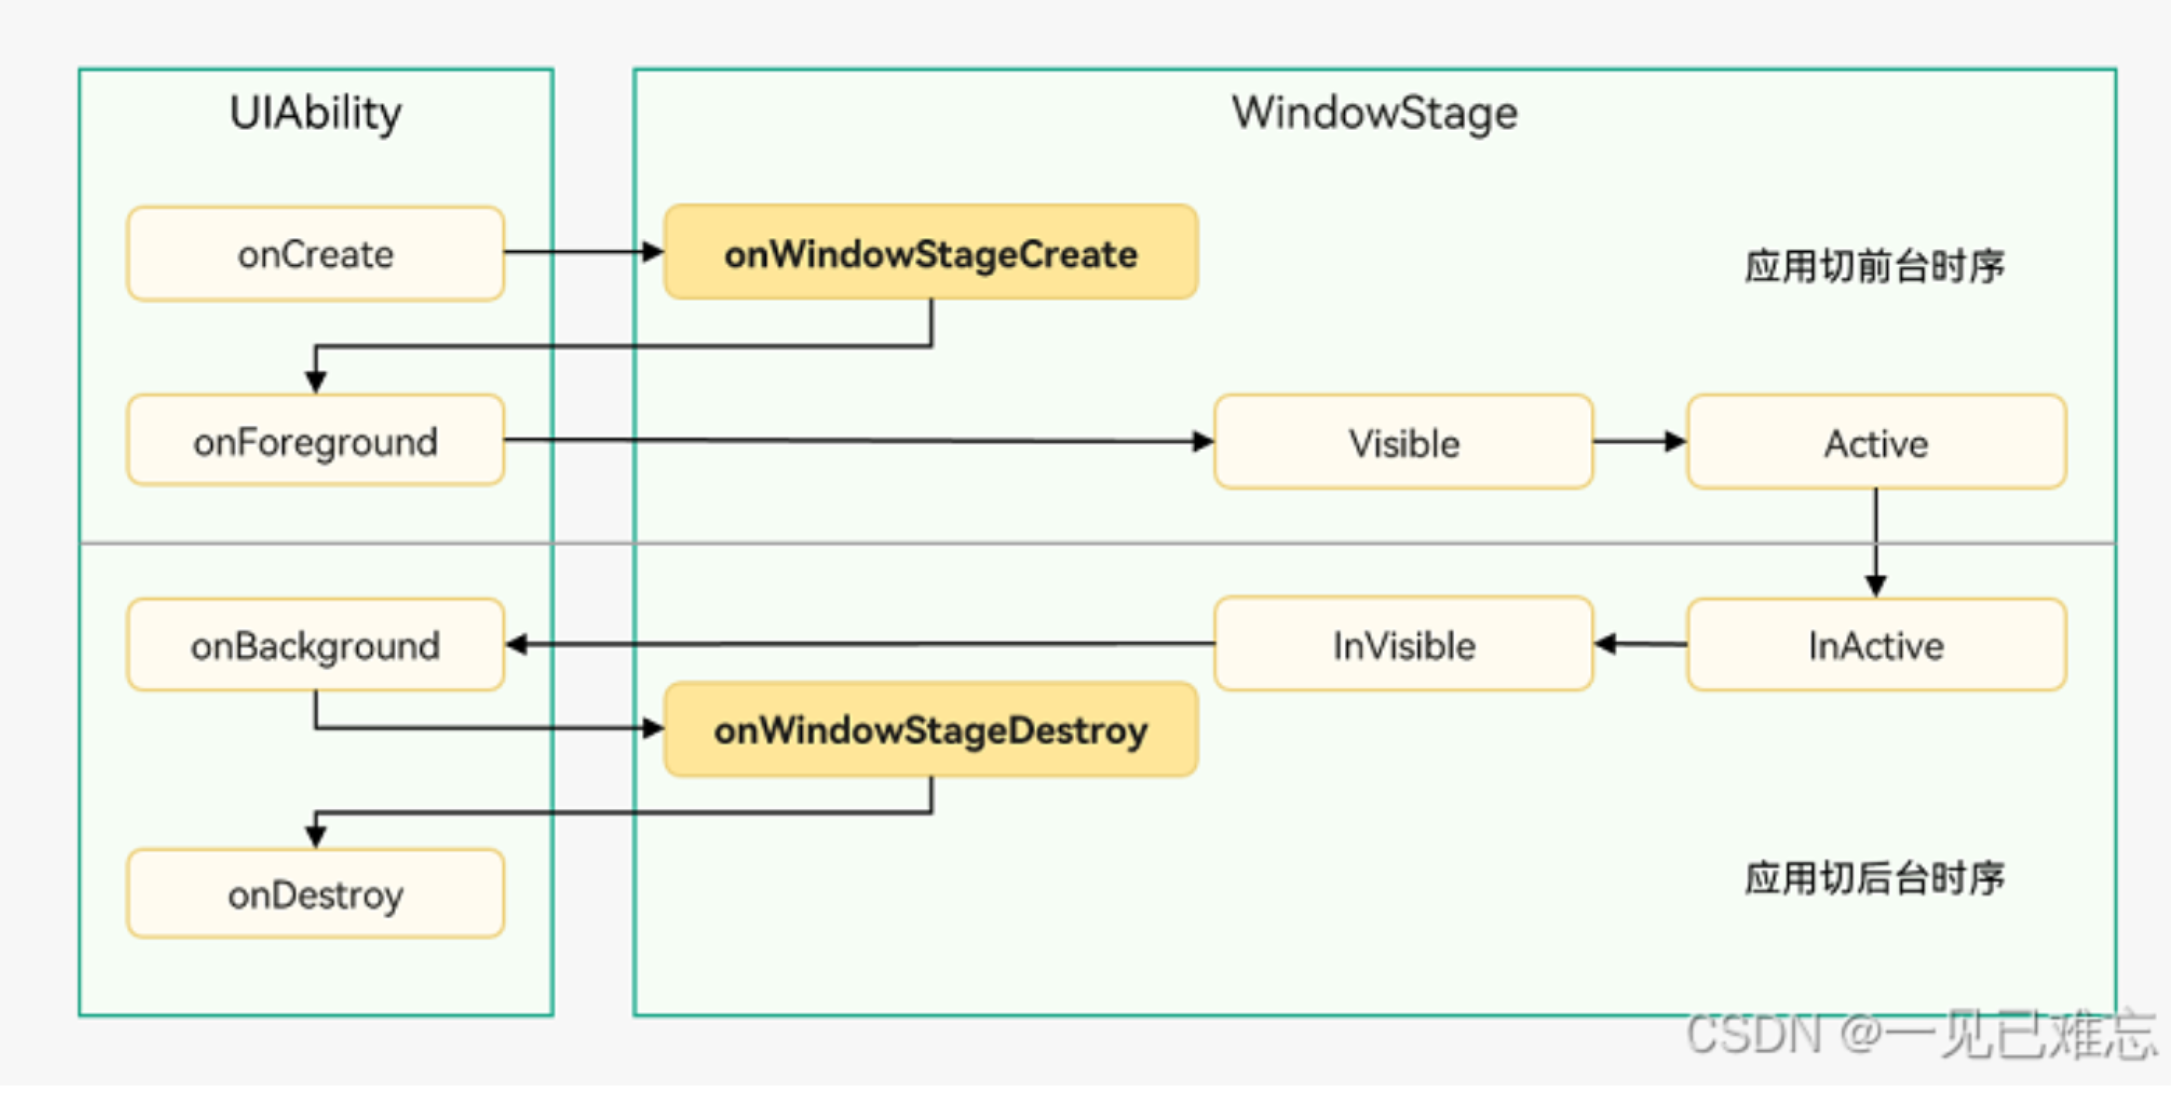 UIAbility
WindowStage
onCreate
onWindowStageCreate
应用切前台时序
onForeground
Visible
Active
onBackground
InVisible
InActive
onWindowStageDestroy
onDestroy
应用切后台时序
CSDN @一见已难忘